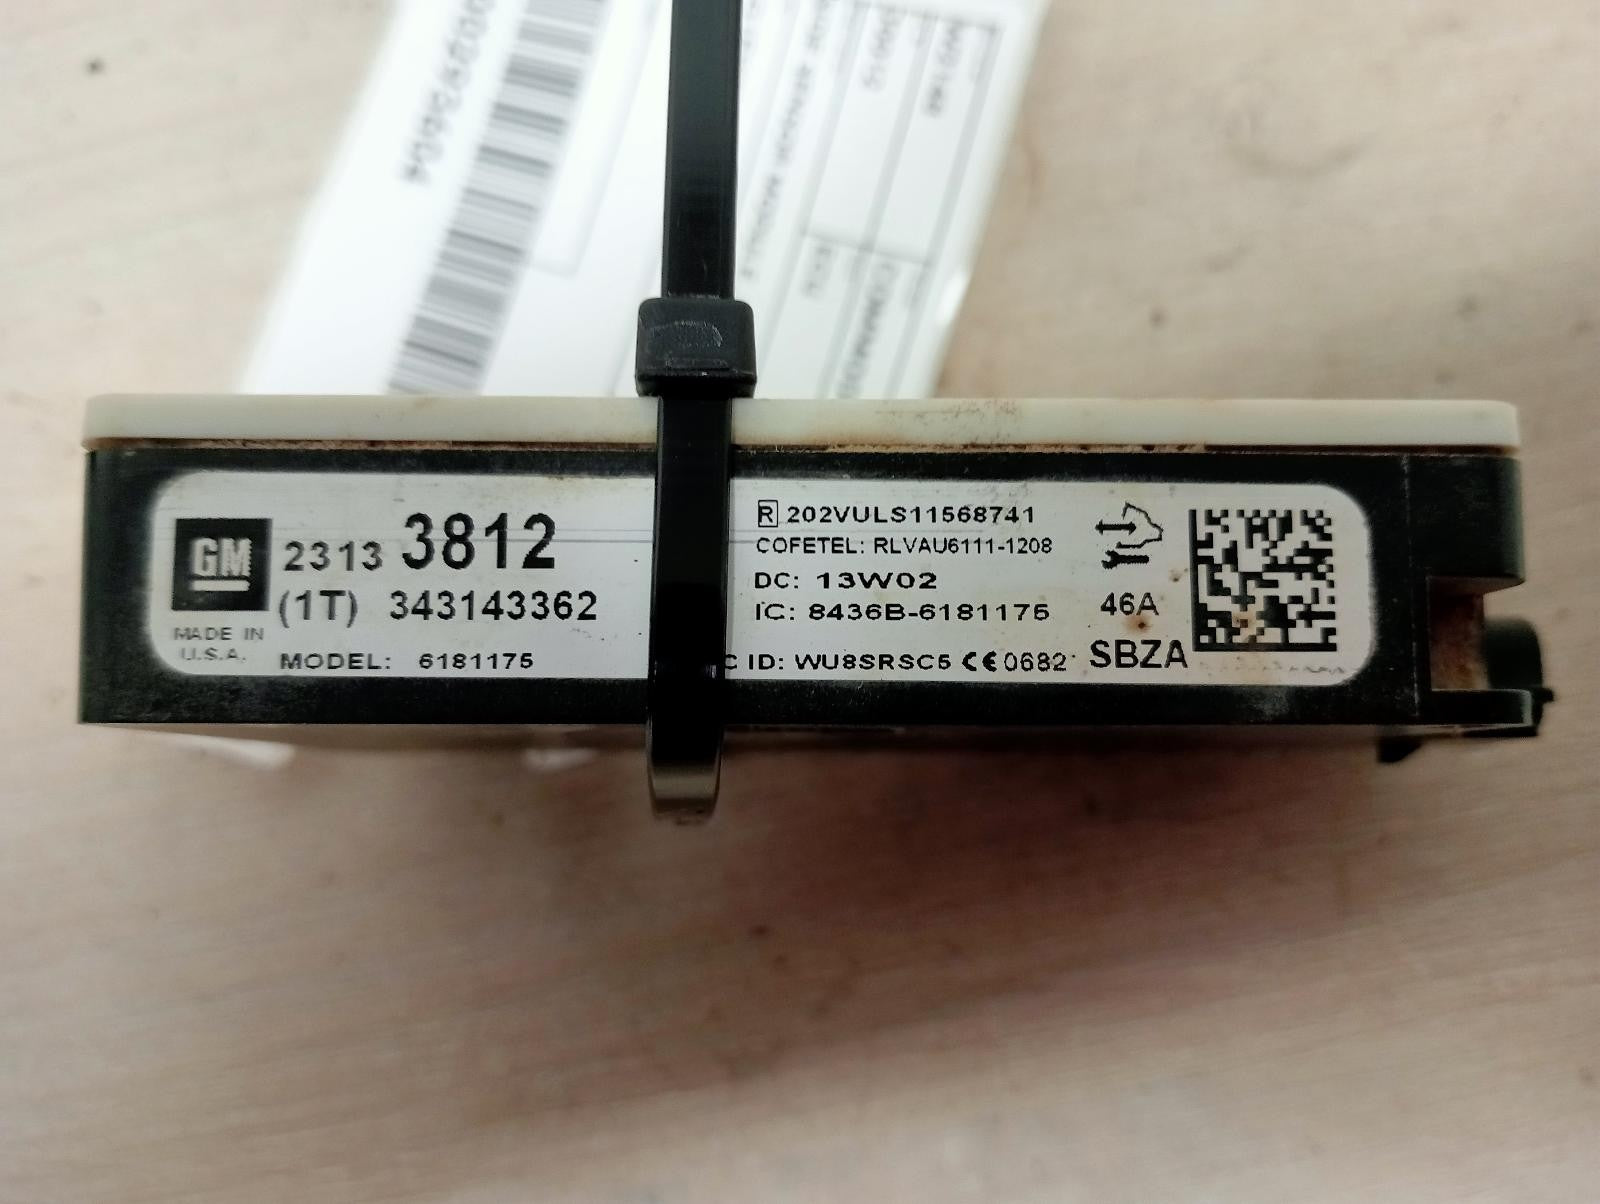 GM
2313 3812
(1T) 343143362
MADE IN
U.S.A.
MODEL: 6181175
R 202VULS11568741
COFETEL: RLVAU6111-1208
DC: 13W02
IC: 8436B-6181175
C ID: WU8SRSC5 CE0682
46A
SBZA